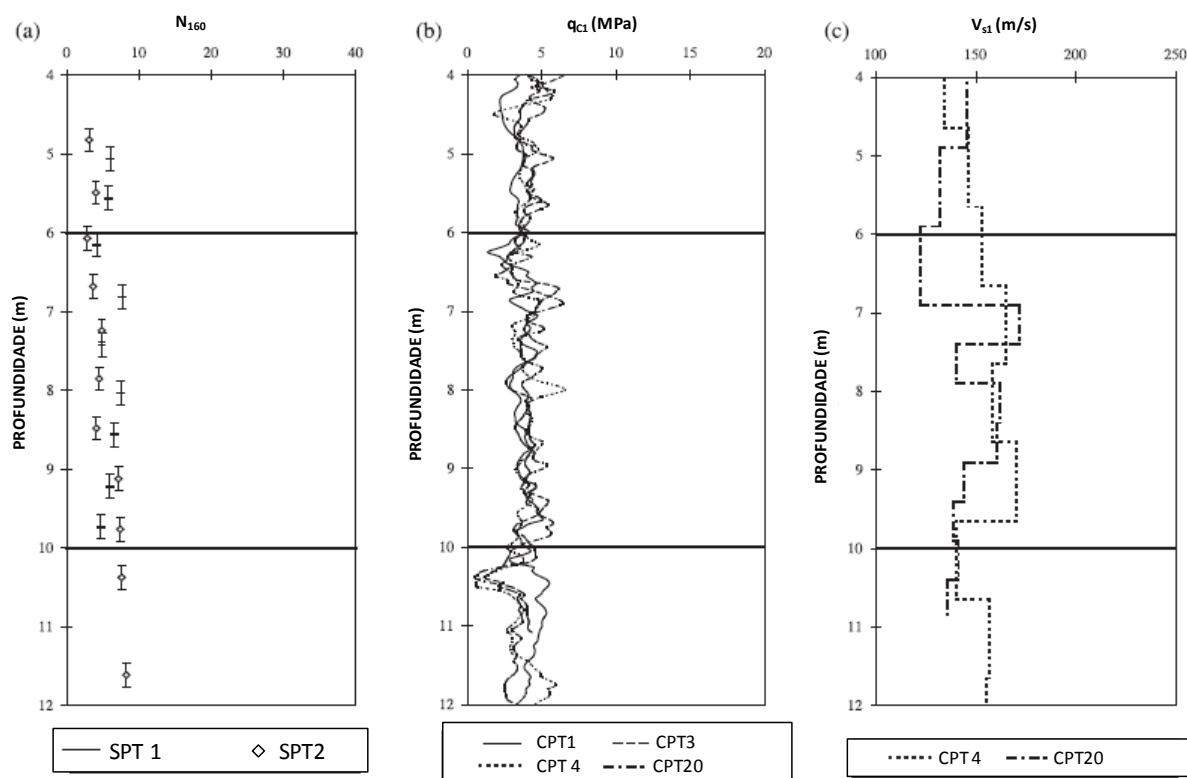 (a)
N160
0 10 20 30 40
PROFUNDIDADE (m)
4
5
6
7
8
9
10
11
12
SPT 1 SPT2
(b)
qC1 (MPa)
0 5 10 15 20
PROFUNDIDADE (m)
4
5
6
7
8
9
10
11
12
CPT1 CPT3
CPT 4 CPT20
(c)
Vs1 (m/s)
100 150 200 250
PROFUNDIDADE (m)
4
5
6
7
8
9
10
11
12
CPT 4 CPT20